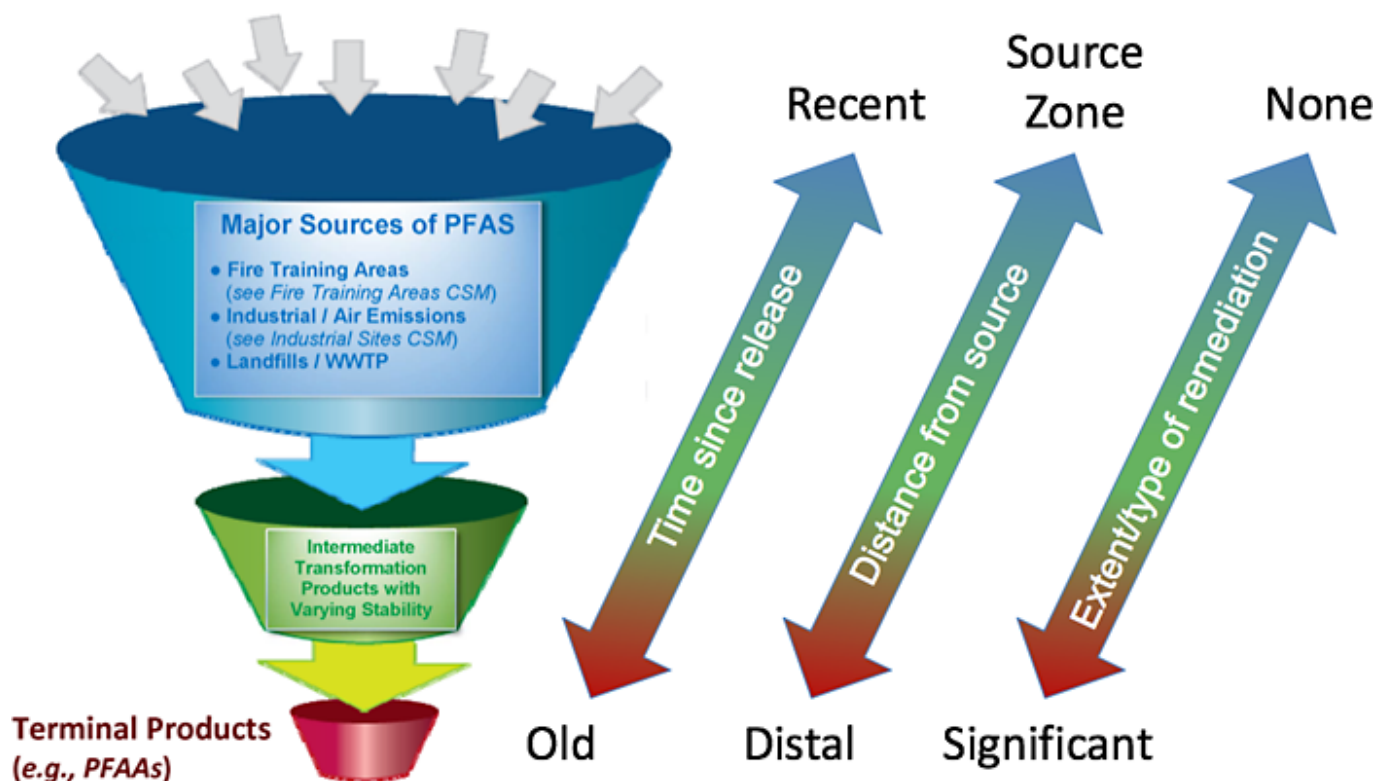 Major Sources of PFAS
● Fire Training Areas
(see Fire Training Areas CSM)
● Industrial / Air Emissions
(see Industrial Sites CSM)
● Landfills / WWTP
Intermediate
Transformation
Products with
Varying Stability
Terminal Products
(e.g., PFAAs)
Recent
Time since release
Old
Source
Zone
Distance from source
Distal
None
Extent/type of remediation
Significant